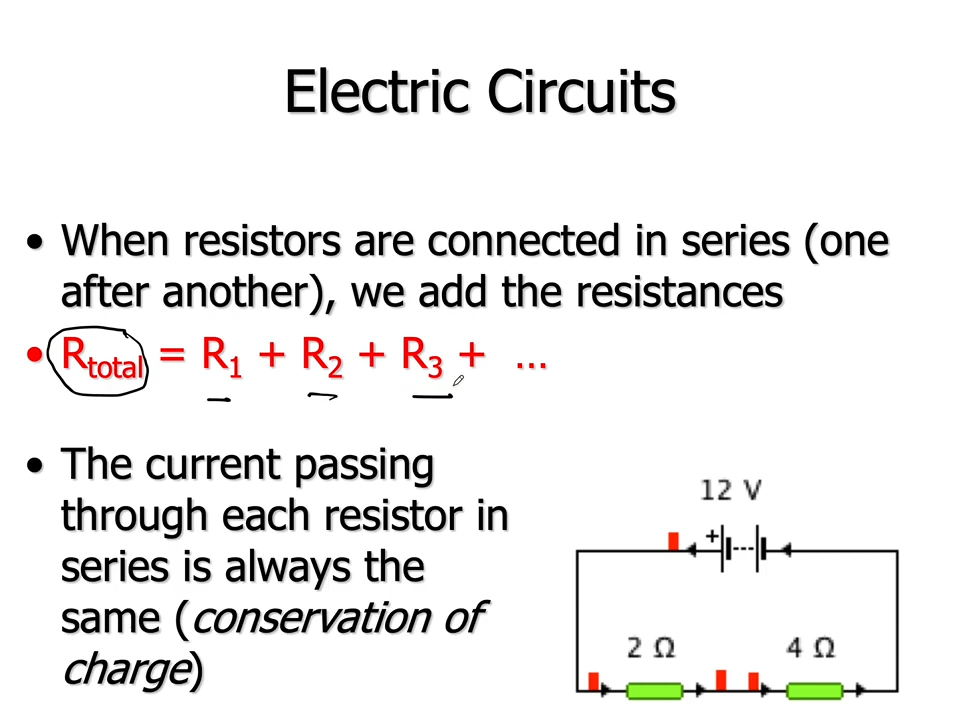 Electric Circuits
• When resistors are connected in series (one
after another), we add the resistances
• Rtotal = R1 + R2 + R3 + ...
• The current passing
through each resistor in
series is always the
same (conservation of
charge)
12 V
+
2 Ω 4 Ω